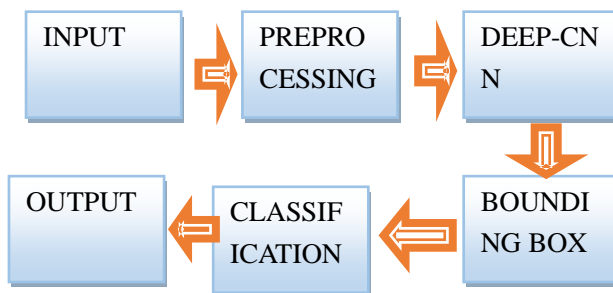 INPUT
PREPRO
CESSING
DEEP-CN
N
BOUNDI
NG BOX
CLASSIF
ICATION
OUTPUT